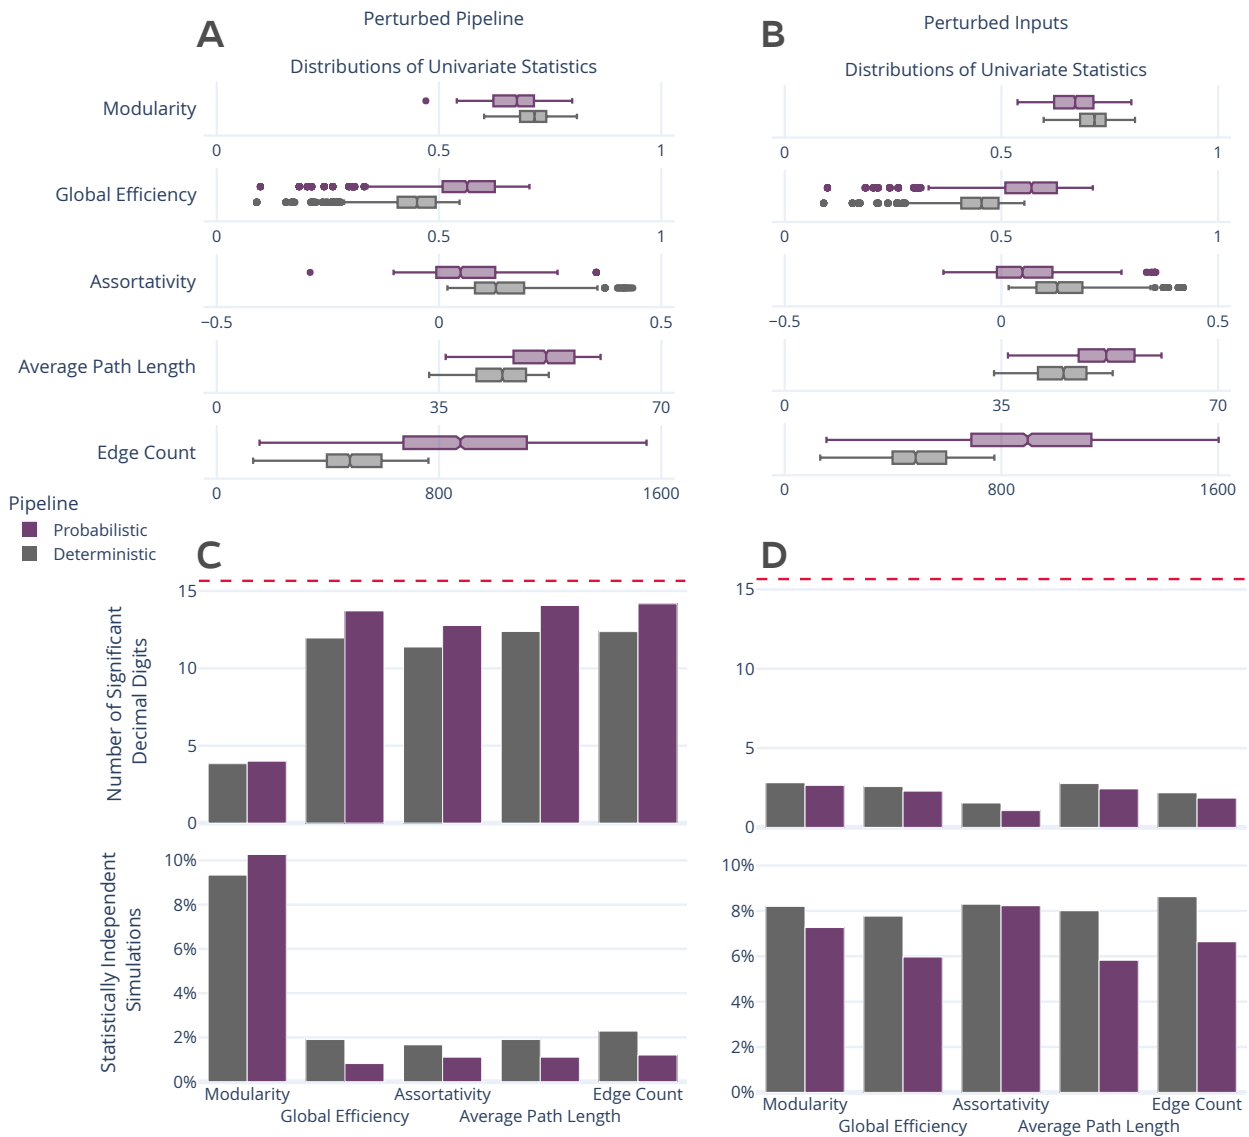 A
Perturbed Pipeline
Distributions of Univariate Statistics
Modularity
0 0.5 1
Global Efficiency
0 0.5 1
Assortativity
−0.5 0 0.5
Average Path Length
0 35 70
Edge Count
0 800 1600
B
Perturbed Inputs
Distributions of Univariate Statistics
0 0.5 1
0 0.5 1
−0.5 0 0.5
0 35 70
0 800 1600
Pipeline
Probabilistic
Deterministic
C
Number of Significant
Decimal Digits
15
10
5
0
Statistically Independent
Simulations
10%
8%
6%
4%
2%
0%
Modularity Assortativity Edge Count
Global Efficiency Average Path Length
D
15
10
5
0
10%
8%
6%
4%
2%
0%
Modularity Assortativity Edge Count
Global Efficiency Average Path Length